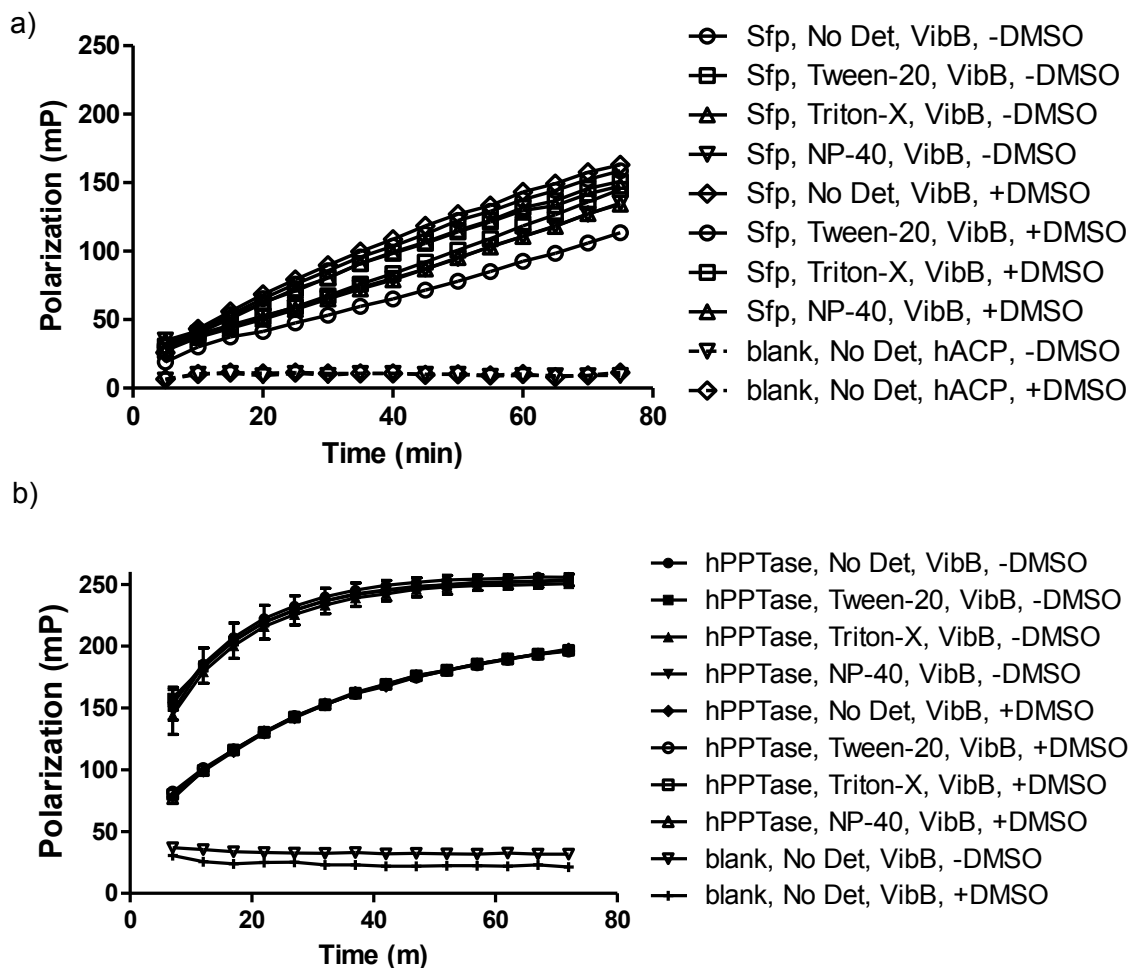 a)
Polarization (mP)
250
200
150
100
50
0
0 20 40 60 80
Time (min)
Sfp, No Det, VibB, -DMSO
Sfp, Tween-20, VibB, -DMSO
Sfp, Triton-X, VibB, -DMSO
Sfp, NP-40, VibB, -DMSO
Sfp, No Det, VibB, +DMSO
Sfp, Tween-20, VibB, +DMSO
Sfp, Triton-X, VibB, +DMSO
Sfp, NP-40, VibB, +DMSO
blank, No Det, hACP, -DMSO
blank, No Det, hACP, +DMSO
b)
Polarization (mP)
250
200
150
100
50
0
0 20 40 60 80
Time (m)
hPPTase, No Det, VibB, -DMSO
hPPTase, Tween-20, VibB, -DMSO
hPPTase, Triton-X, VibB, -DMSO
hPPTase, NP-40, VibB, -DMSO
hPPTase, No Det, VibB, +DMSO
hPPTase, Tween-20, VibB, +DMSO
hPPTase, Triton-X, VibB, +DMSO
hPPTase, NP-40, VibB, +DMSO
blank, No Det, VibB, -DMSO
blank, No Det, VibB, +DMSO